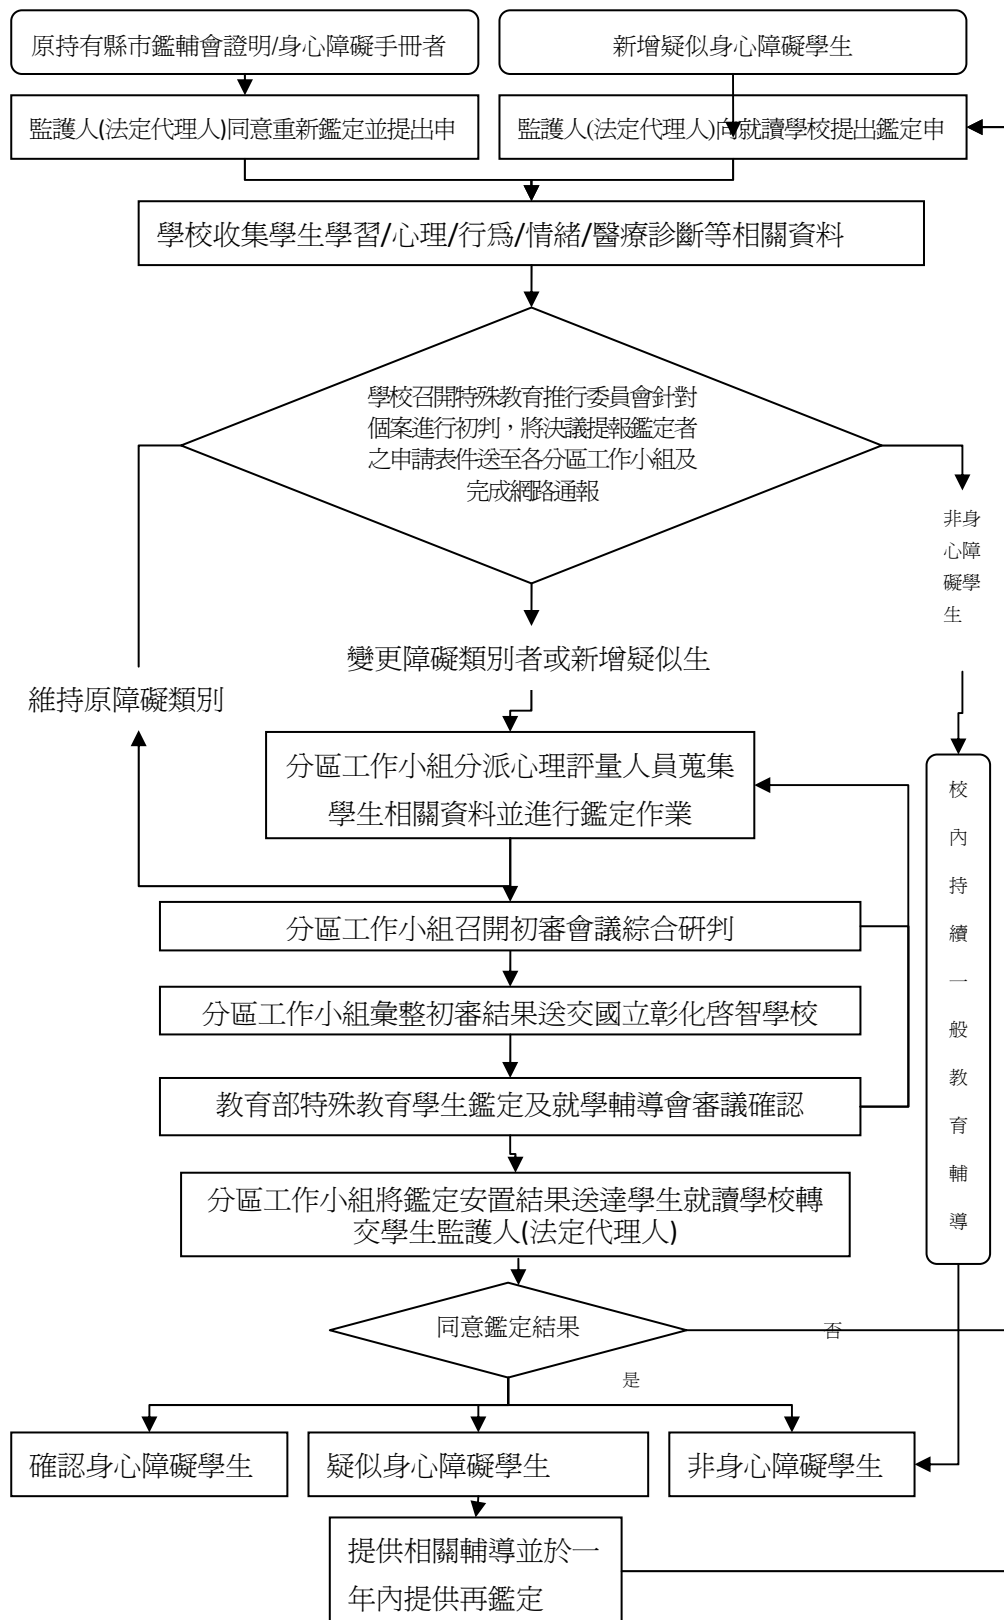 原持有縣市鑑輔會證明/身心障礙手冊者
新增疑似身心障礙學生
監護人(法定代理人)同意重新鑑定並提出申
監護人(法定代理人)向就讀學校提出鑑定申
學校收集學生學習/心理/行為/情緒/醫療診斷等相關資料
學校召開特殊教育推行委員會針對
個案進行初判，將決議提報鑑定者
之申請表件送至各分區工作小組及
完成網路通報
非身
心障
礙學
生
變更障礙類別者或新增疑似生
維持原障礙類別
分區工作小組分派心理評量人員蒐集
學生相關資料並進行鑑定作業
校
內
持
續
一
般
教
育
輔
導
分區工作小組召開初審會議綜合研判
分區工作小組彙整初審結果送交國立彰化啓智學校
教育部特殊教育學生鑑定及就學輔導會審議確認
分區工作小組將鑑定安置結果送達學生就讀學校轉
交學生監護人(法定代理人)
同意鑑定結果
否
是
確認身心障礙學生
疑似身心障礙學生
非身心障礙學生
提供相關輔導並於一
年內提供再鑑定